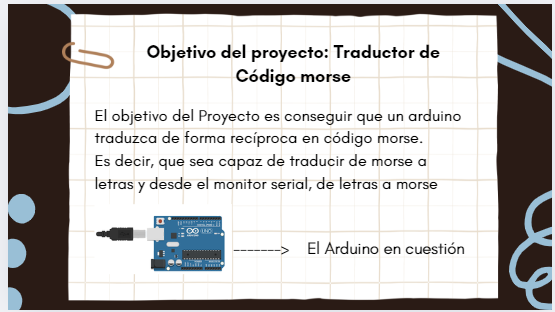 Objetivo del proyecto: Traductor de
Código morse
El objetivo del Proyecto es conseguir que un arduino
traduzca de forma recíproca en código morse.
Es decir, que sea capaz de traducir de morse a
letras y desde el monitor serial, de letras a morse
UNO
-------> El Arduino en cuestión